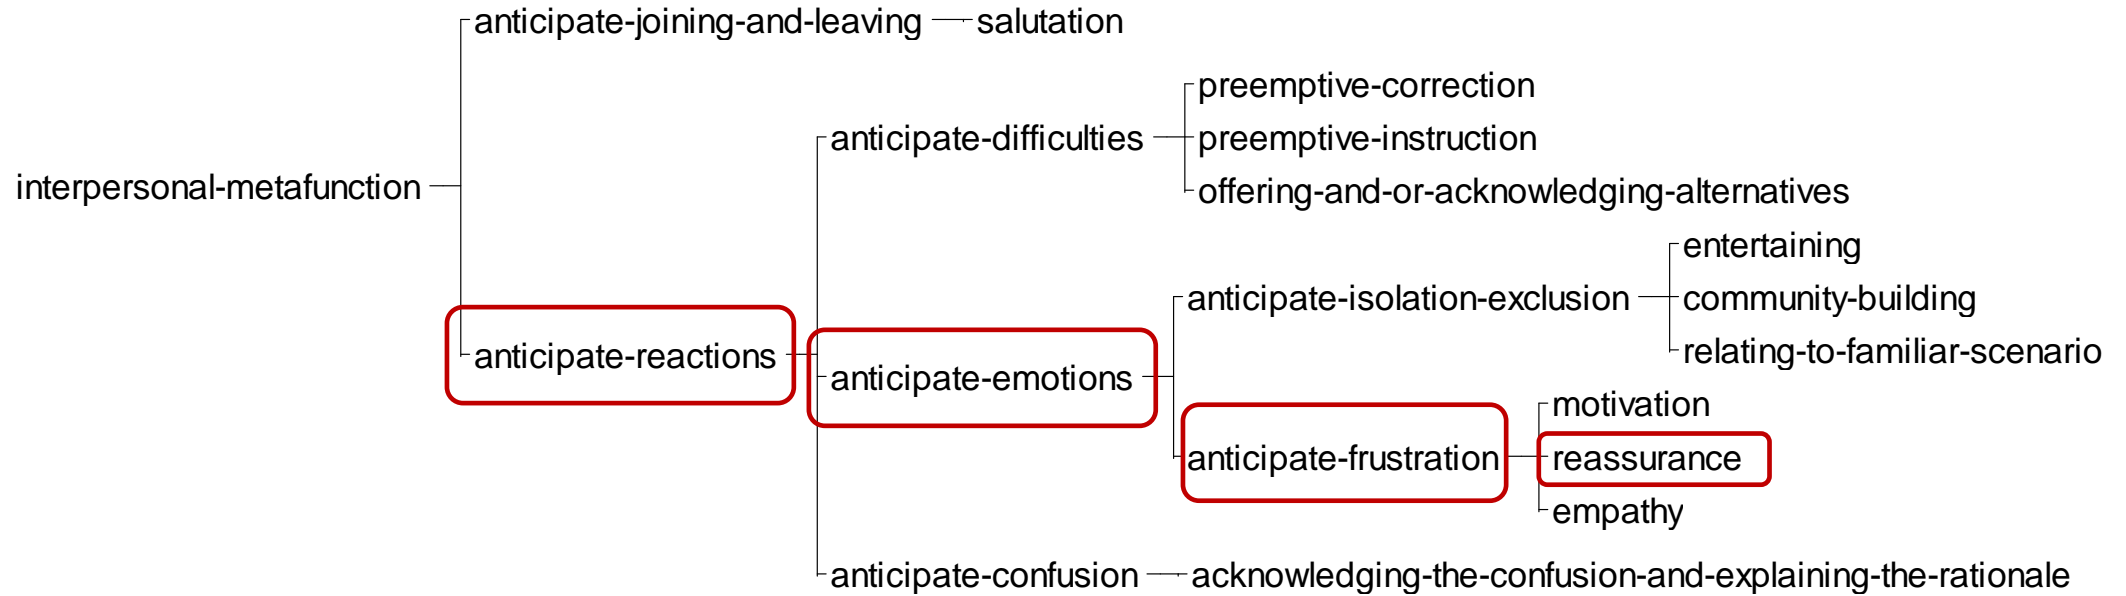 anticipate-joining-and-leaving
salutation
preemptive-correction
anticipate-difficulties
preemptive-instruction
interpersonal-metafunction
offering-and-or-acknowledging-alternatives
entertaining
anticipate-isolation-exclusion
community-building
anticipate-reactions
relating-to-familiar-scenario
anticipate-emotions
motivation
anticipate-frustration
reassurance
empathy
anticipate-confusion
acknowledging-the-confusion-and-explaining-the-rationale